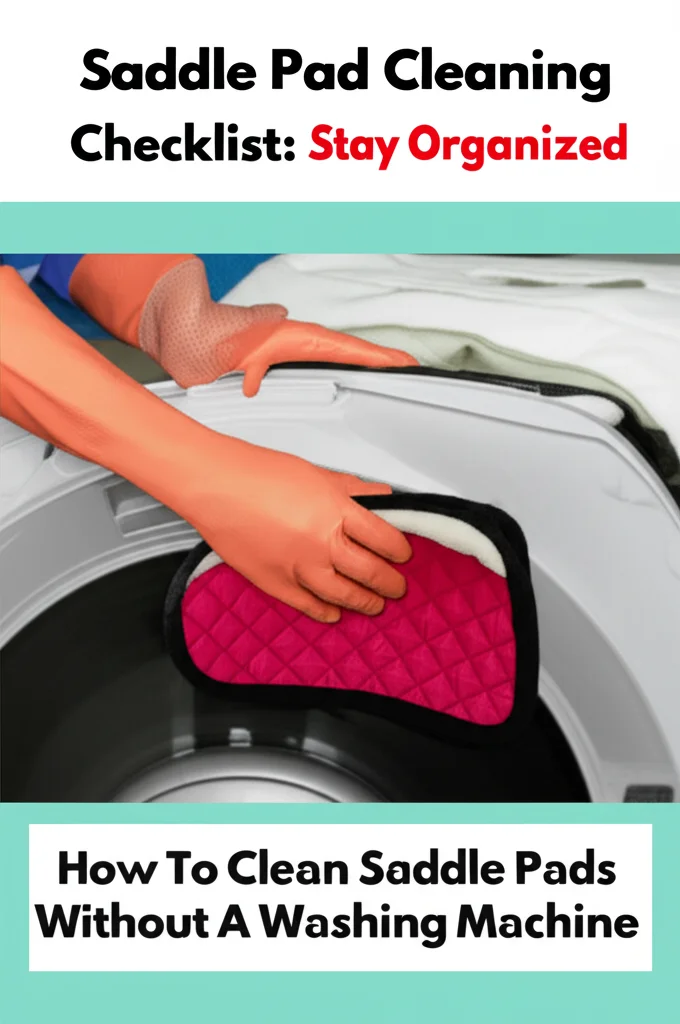 Saddle Pad Cleaning
Checklist: Stay Organized
How To Clean Saddle Pads
Without A Washing Machine